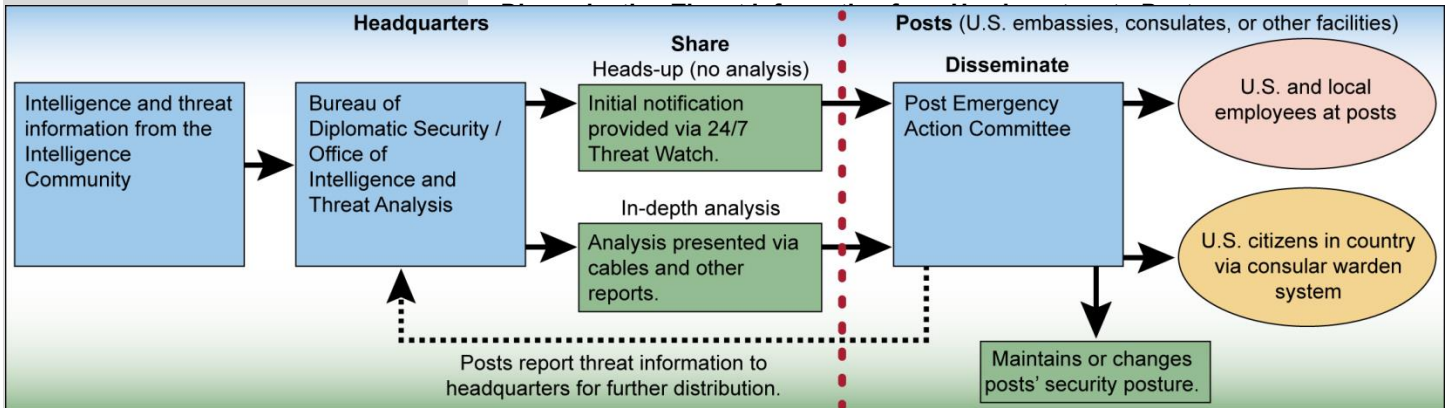 Headquarters
Posts (U.S. embassies, consulates, or other facilities)
Share
Heads-up (no analysis)
Disseminate
Intelligence and threat
information from the
Intelligence
Community
Bureau of
Diplomatic Security /
Office of
Intelligence and
Threat Analysis
Initial notification
provided via 24/7
Threat Watch.
In-depth analysis
Analysis presented via
cables and other
reports.
Post Emergency
Action Committee
U.S. and local
employees at posts
U.S. citizens in country
via consular warden
system
Maintains or changes
posts' security posture.
Posts report threat information to
headquarters for further distribution.